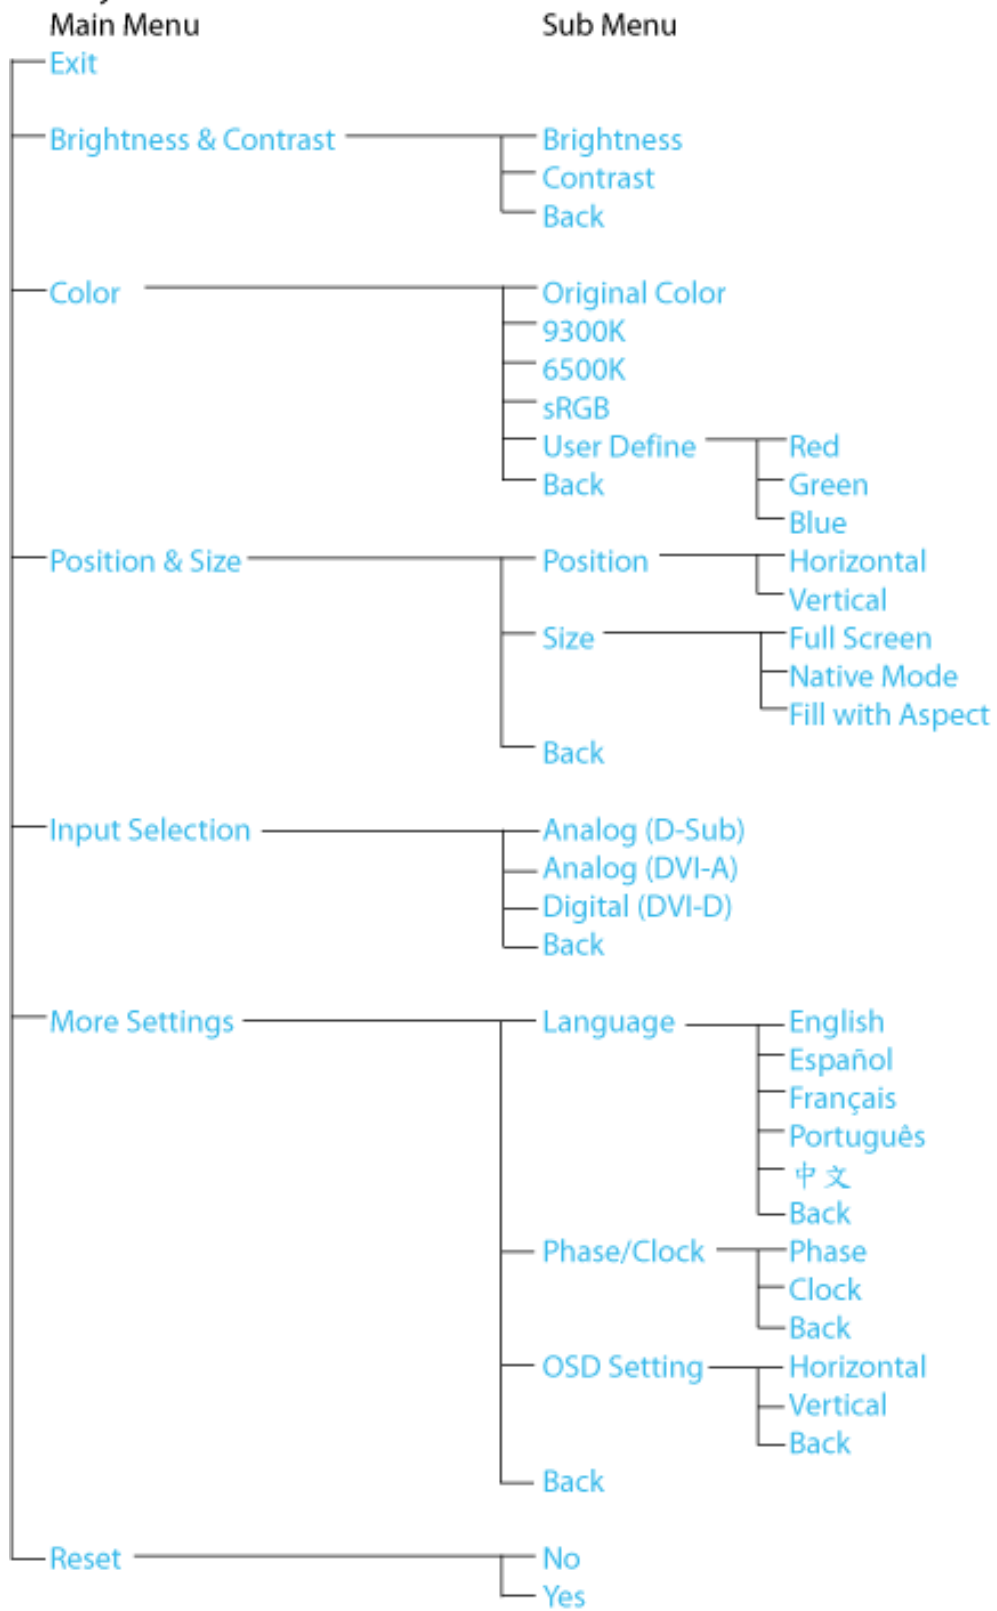 Main Menu Sub Menu
Exit
Brightness & Contrast Brightness
Contrast
Back
Color Original Color
9300K
6500K
sRGB
User Define Red
Back Green
Blue
Position & Size Position Horizontal
Vertical
Size Full Screen
Native Mode
Fill with Aspect
Back
Input Selection Analog (D-Sub)
Analog (DVI-A)
Digital (DVI-D)
Back
More Settings Language English
Español
Français
Português
中文
Back
Phase/Clock Phase
Clock
Back
OSD Setting Horizontal
Vertical
Back
Back
Reset No
Yes